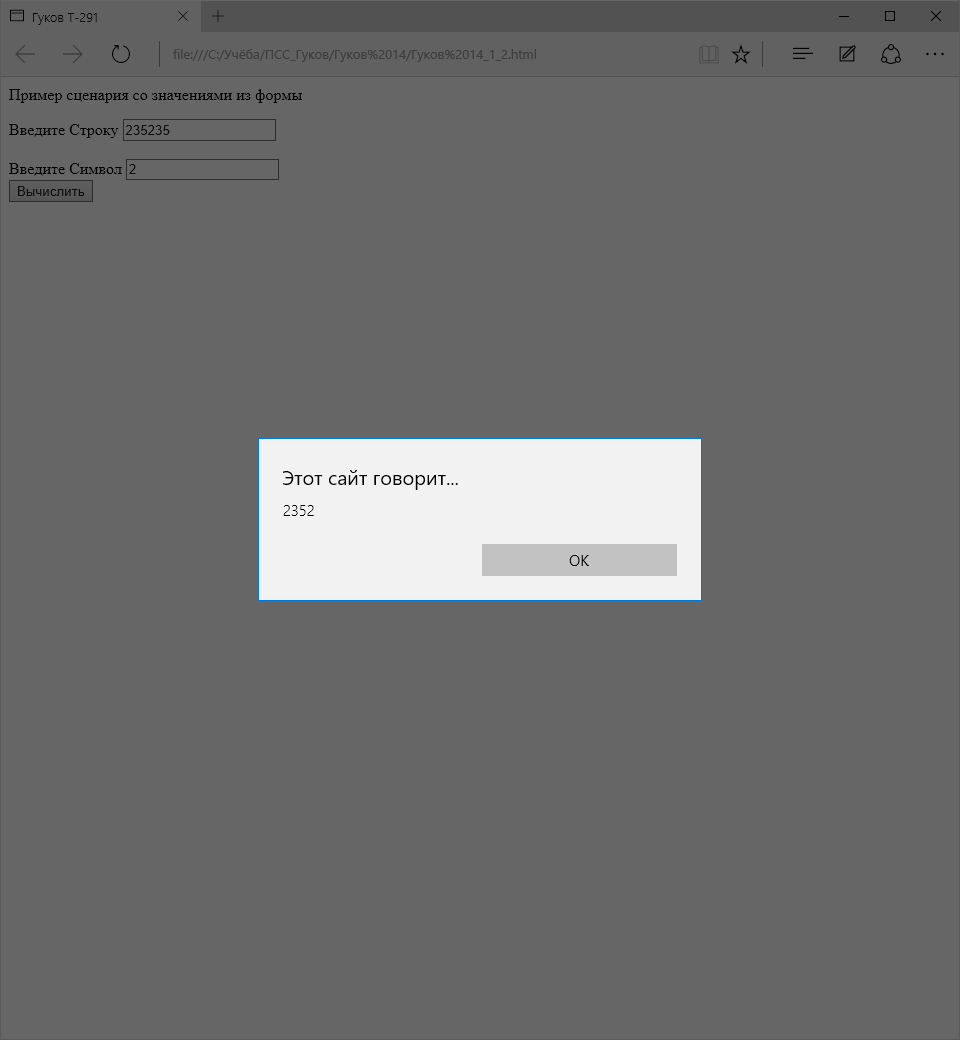 Гуков Т-291
file:///C:/Учёба/ПСС_Гуков/Гуков%2014/Гуков%2014_1_2.html
Пример сценария со значениями из формы
Введите Строку 235235
Введите Символ 2
Вычислить
Этот сайт говорит...
2352
ОК